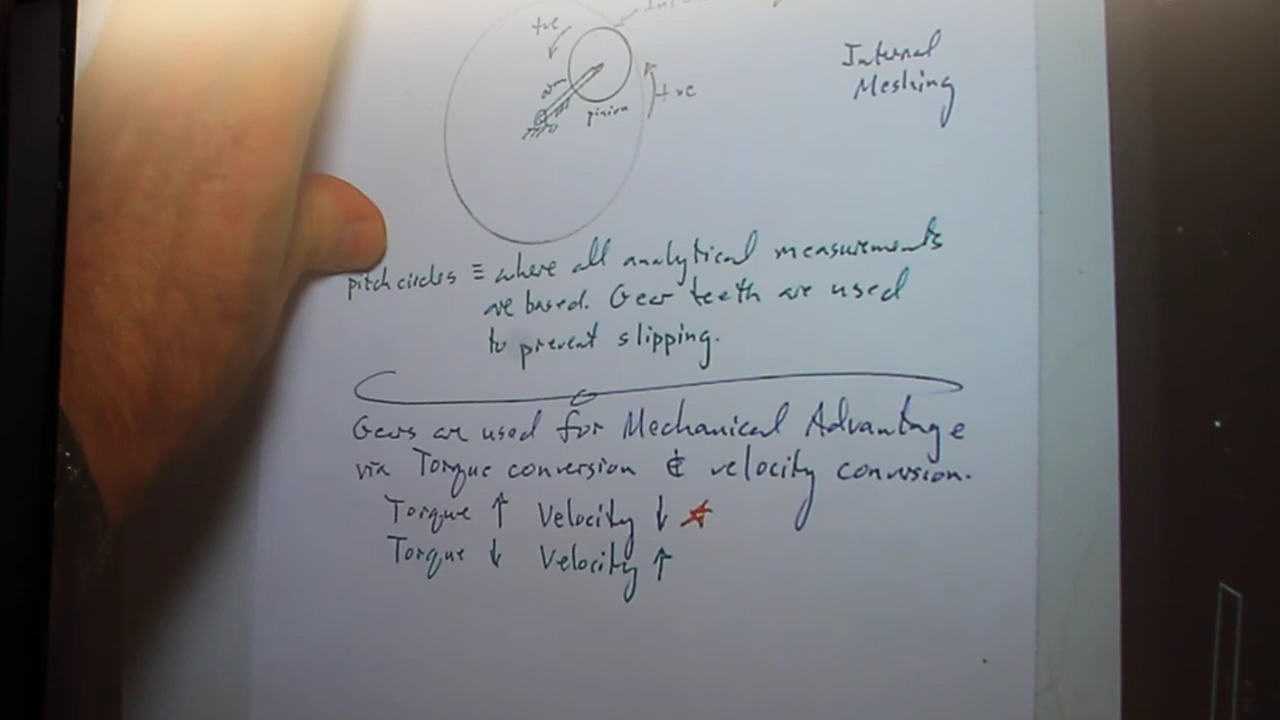 +ve
Internal
Meshing
arm
+ve
pinion
pitch circles ≡ where all analytical measurements
are based. Gear teeth are used
to prevent slipping.
Gears are used for Mechanical Advantage
via Torque conversion & velocity conversion.
Torque ↑ Velocity ↓
Torque ↓ Velocity ↑